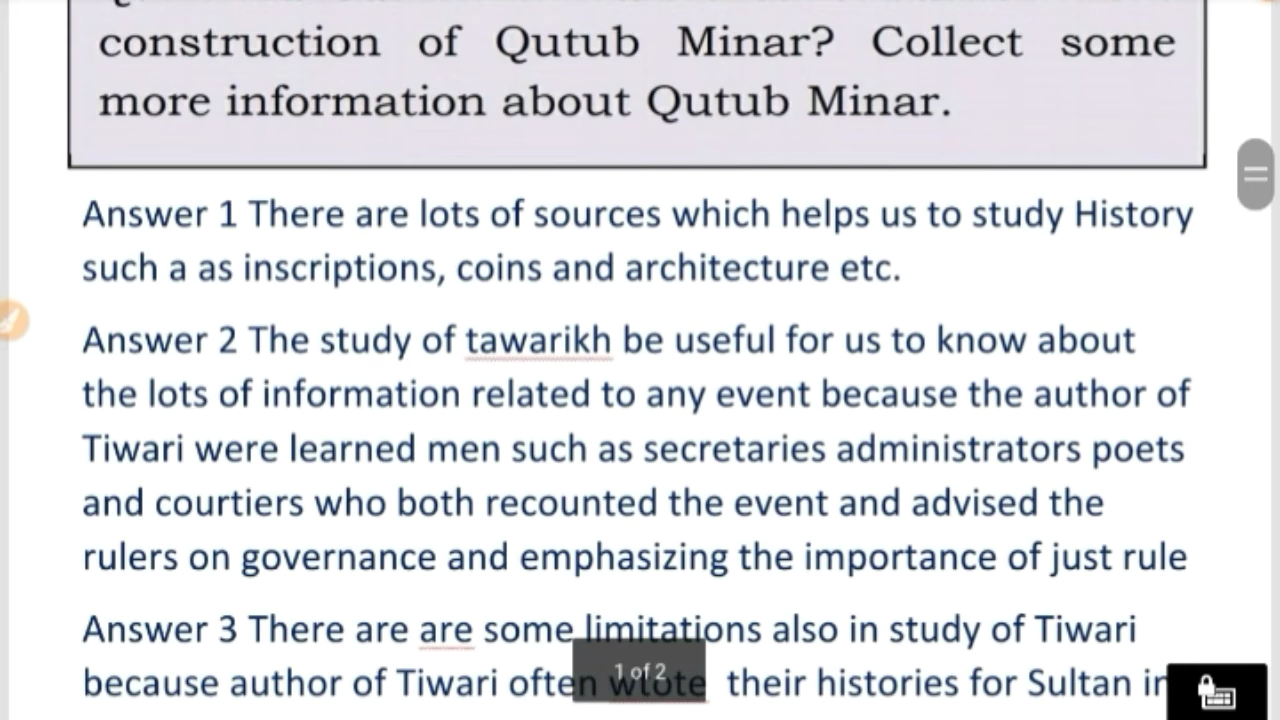 construction of Qutub Minar? Collect some
more information about Qutub Minar.
Answer 1 There are lots of sources which helps us to study History
such a as inscriptions, coins and architecture etc.
Answer 2 The study of tawarikh be useful for us to know about
the lots of information related to any event because the author of
Tiwari were learned men such as secretaries administrators poets
and courtiers who both recounted the event and advised the
rulers on governance and emphasizing the importance of just rule
Answer 3 There are are some limitations also in study of Tiwari
because author of Tiwari often wtote their histories for Sultan in
1 of 2